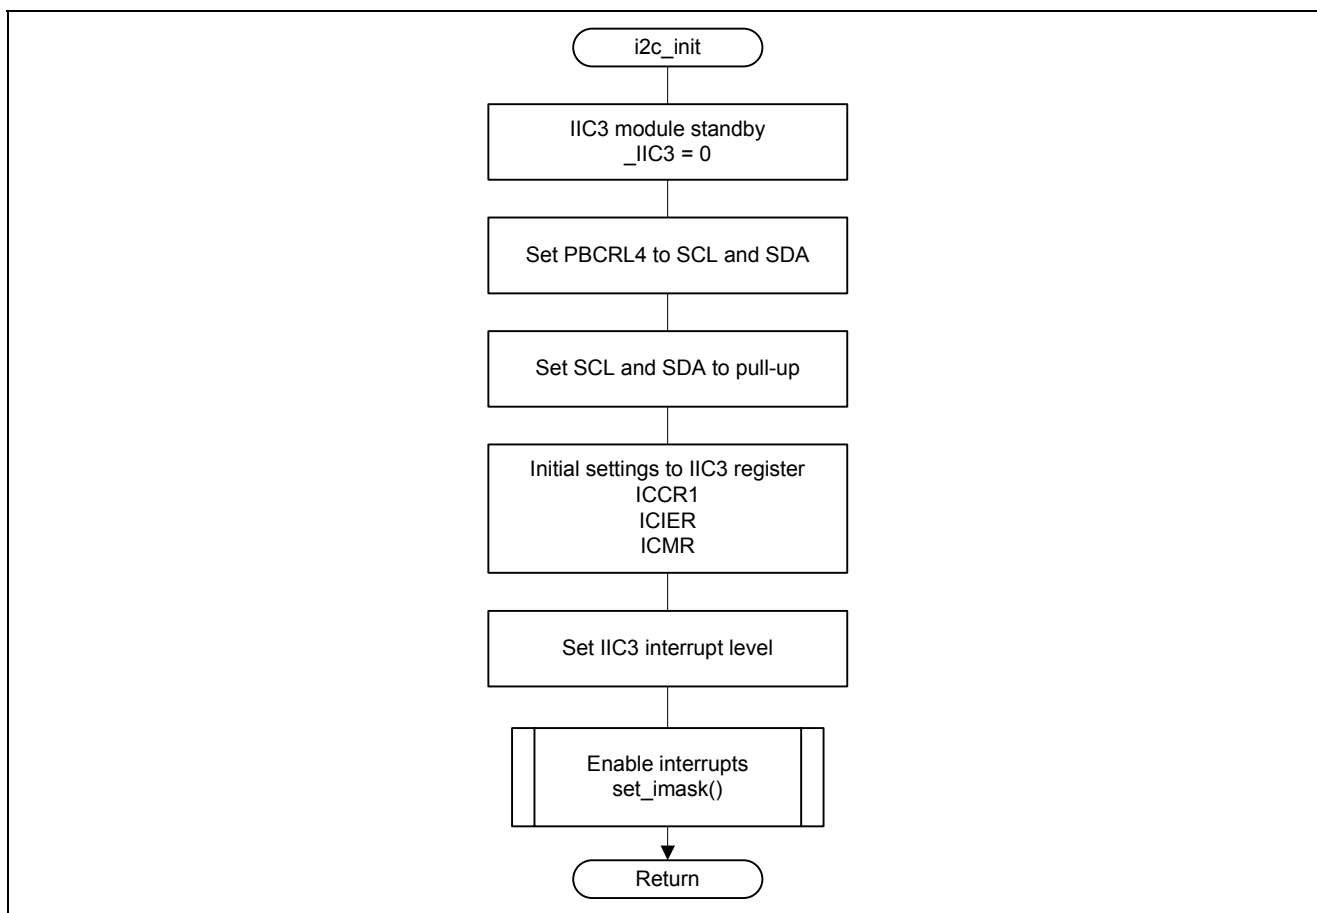 i2c_init
IIC3 module standby
_IIC3 = 0
Set PBCRL4 to SCL and SDA
Set SCL and SDA to pull-up
Initial settings to IIC3 register
ICCR1
ICIER
ICMR
Set IIC3 interrupt level
Enable interrupts
set_imask()
Return